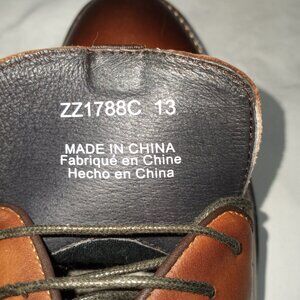 ZZ1788C 13
MADE IN CHINA
Fabriqué en Chine
Hecho en China